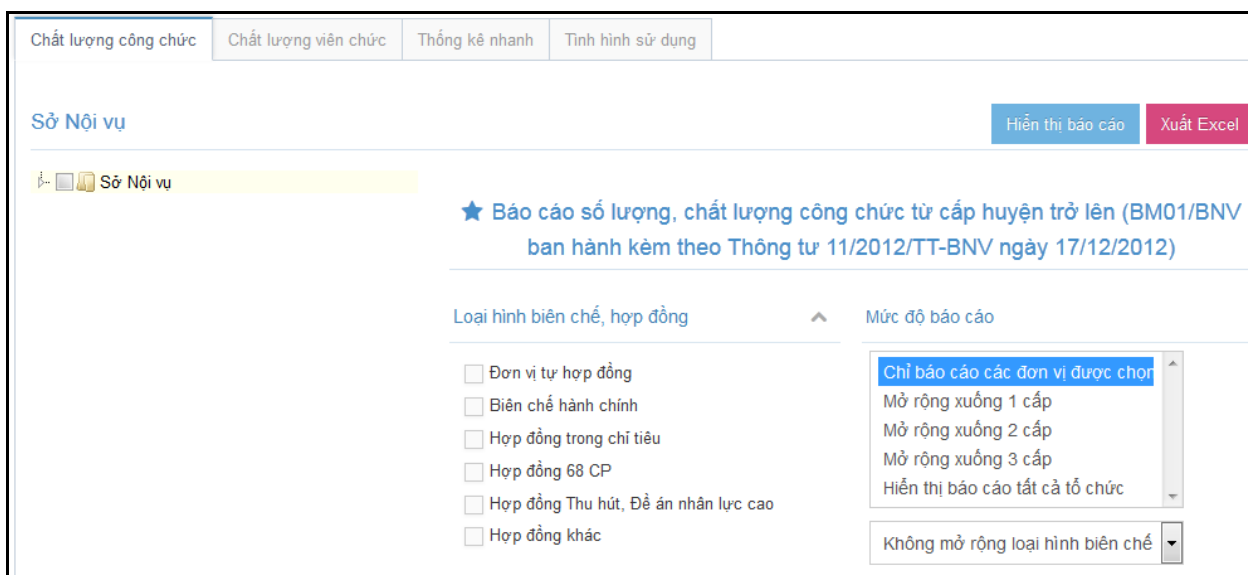 Chất lượng công chức
Chất lượng viên chức
Thống kê nhanh
Tình hình sử dụng
Sở Nội vụ
Hiển thị báo cáo
Xuất Excel
Sở Nội vụ
Báo cáo số lượng, chất lượng công chức từ cấp huyện trở lên (BM01/BNV
ban hành kèm theo Thông tư 11/2012/TT-BNV ngày 17/12/2012)
Loại hình biên chế, hợp đồng
Đơn vị tự hợp đồng
Biên chế hành chính
Hợp đồng trong chỉ tiêu
Hợp đồng 68 CP
Hợp đồng Thu hút, Đề án nhân lực cao
Hợp đồng khác
Mức độ báo cáo
Chỉ báo cáo các đơn vị được chọn
Mở rộng xuống 1 cấp
Mở rộng xuống 2 cấp
Mở rộng xuống 3 cấp
Hiển thị báo cáo tất cả tổ chức
Không mở rộng loại hình biên chế